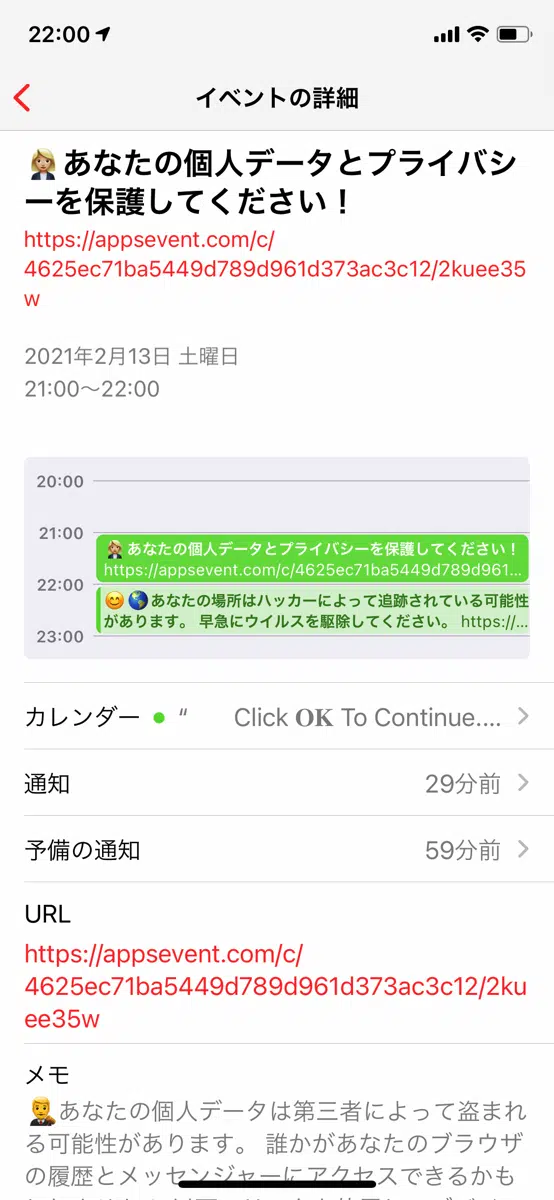 22:00
イベントの詳細
あなたの個人データとプライバシ
ーを保護してください！
https://appsevent.com/c/
4625ec71ba5449d789d961d373ac3c12/2kuee35
w
2021年2月13日 土曜日
21:00〜22:00
20:00
21:00
あなたの個人データとプライバシーを保護してください！
https://appsevent.com/c/4625ec71ba5449d789d961...
22:00
あなたの場所はハッカーによって追跡されている可能性
があります。 早急にウイルスを駆除してください。 https://...
23:00
カレンダー “ Click OK To Continue....
通知 29分前
予備の通知 59分前
URL
https://appsevent.com/c/
4625ec71ba5449d789d961d373ac3c12/2ku
ee35w
メモ
あなたの個人データは第三者によって盗まれ
る可能性があります。 誰かがあなたのブラウザ
の履歴とメッセンジャーにアクセスできるかも